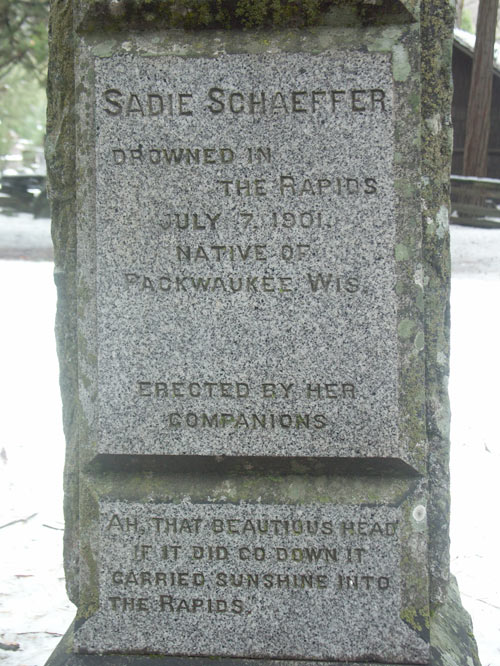 SADIE SCHAEFFER
DROWNED IN
THE RAPIDS
JULY 7, 1901.
NATIVE OF
PACKWAUKEE, WIS.
ERECTED BY HER
COMPANIONS
AH, THAT BEAUTIOUS HEAD
IF IT DID GO DOWN IT
CARRIED SUNSHINE INTO
THE RAPIDS."